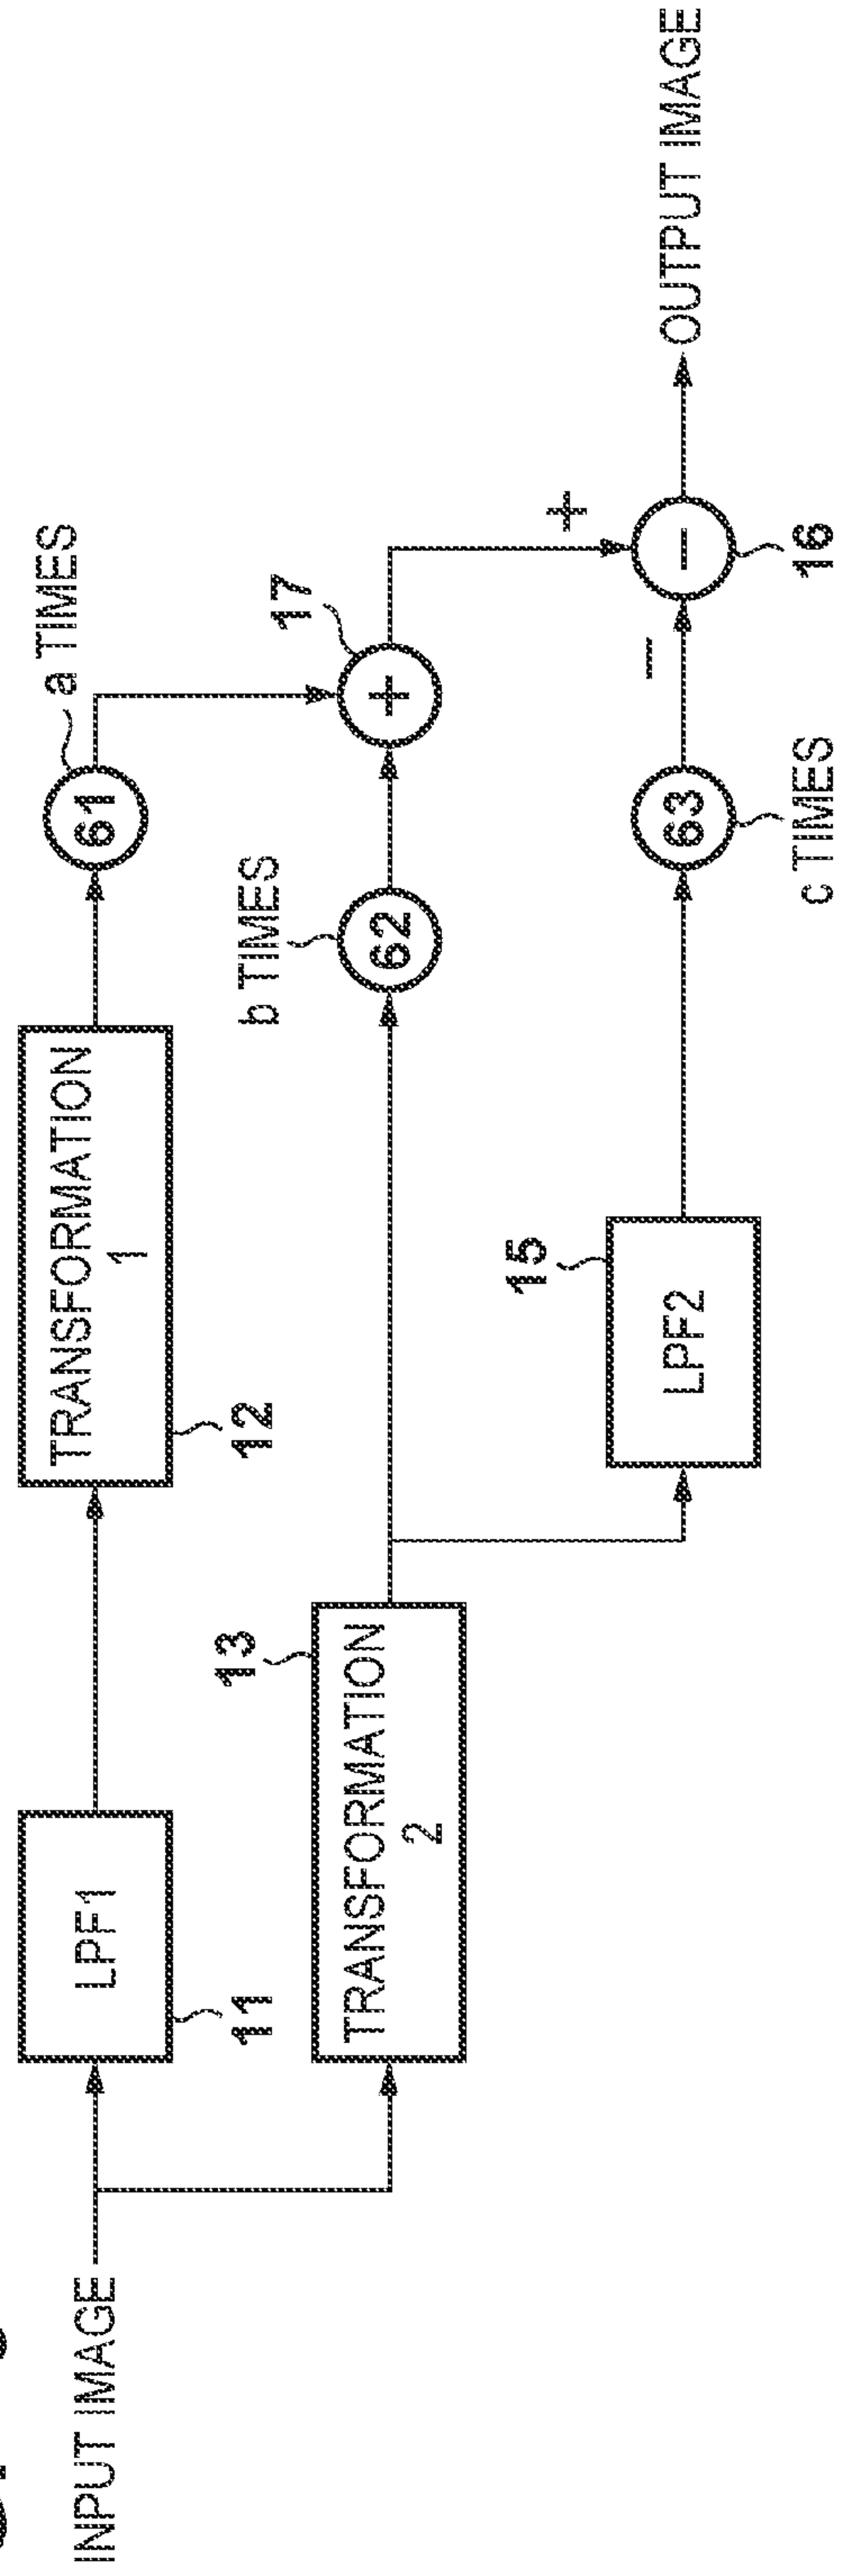 INPUT IMAGE
LPF1
11
TRANSFORMATION
1
12
61
a TIMES
TRANSFORMATION
2
13
b TIMES
62
+
17
LPF2
15
63
c TIMES
−
+
−
16
OUTPUT IMAGE